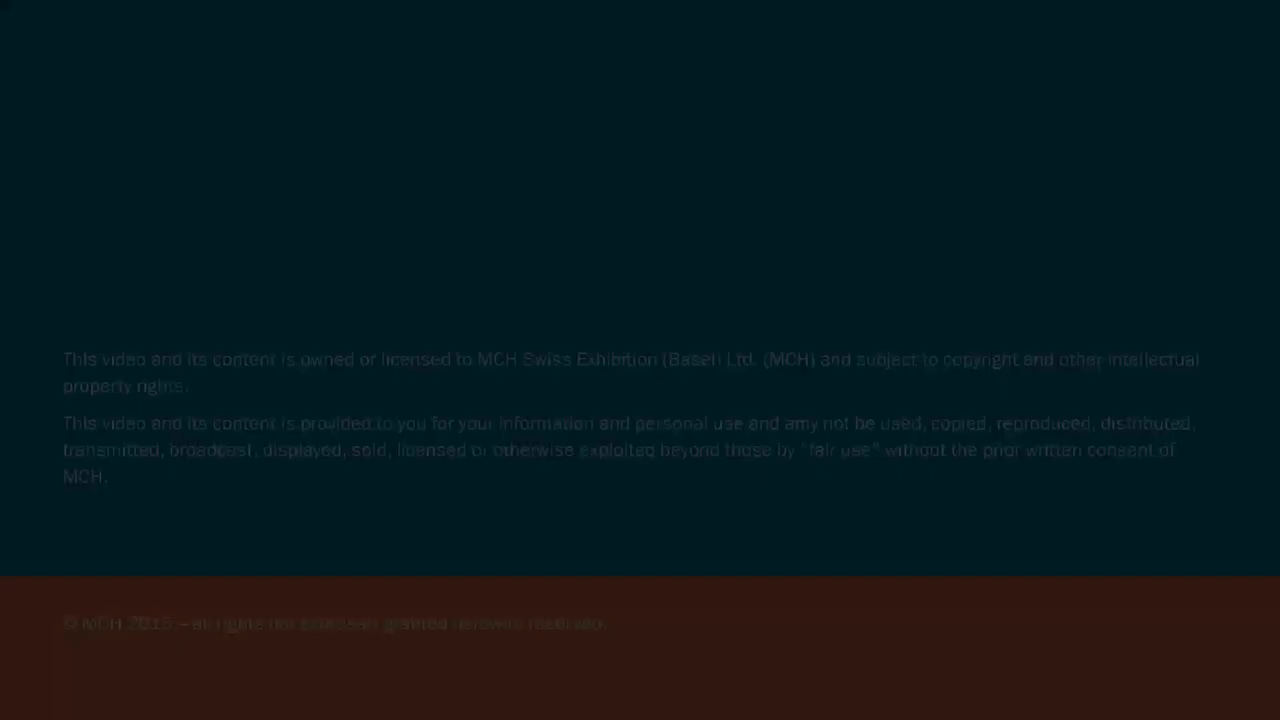 This video and its content is owned or licensed to MCH Swiss Exhibition (Basel) Ltd. (MCH) and subject to copyright and other intellectual
property rights.
This video and its content is provided to you for your information and personal use and amy not be used, copied, reproduced, distributed,
transmitted, broadcast, displayed, sold, licensed or otherwise exploited beyond those by "fair use" without the prior written consent of
MCH.
© MCH 2015 – all rights not expressly granted herewith reserved.